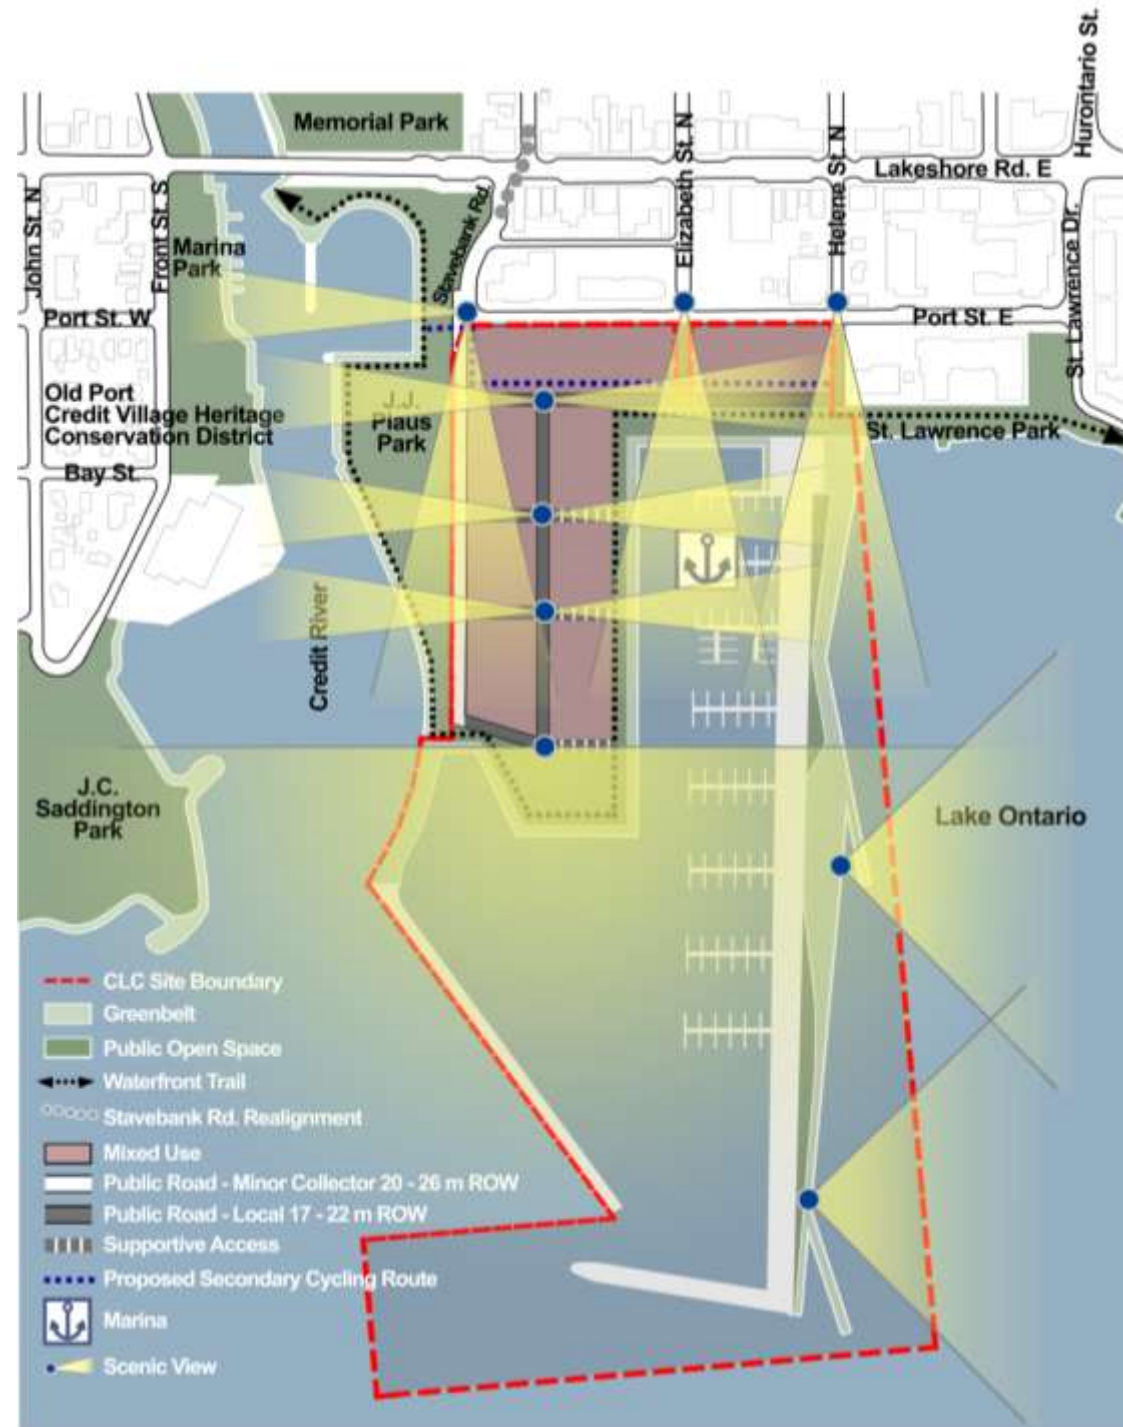 Hurontario St.
Memorial Park
Elizabeth St. N
Helene St. N
Lakeshore Rd. E
John St. N
Front St. S
Stavebank Rd.
St. Lawrence Dr.
Marina
Park
Port St. W
Port St. E
Old Port
Credit Village Heritage
Conservation District
J.J.
Plaus
Park
St. Lawrence Park
Bay St.
Credit River
J.C.
Saddington
Park
Lake Ontario
CLC Site Boundary
Greenbelt
Public Open Space
Waterfront Trail
Stavebank Rd. Realignment
Mixed Use
Public Road - Minor Collector 20 - 26 m ROW
Public Road - Local 17 - 22 m ROW
Supportive Access
Proposed Secondary Cycling Route
Marina
Scenic View